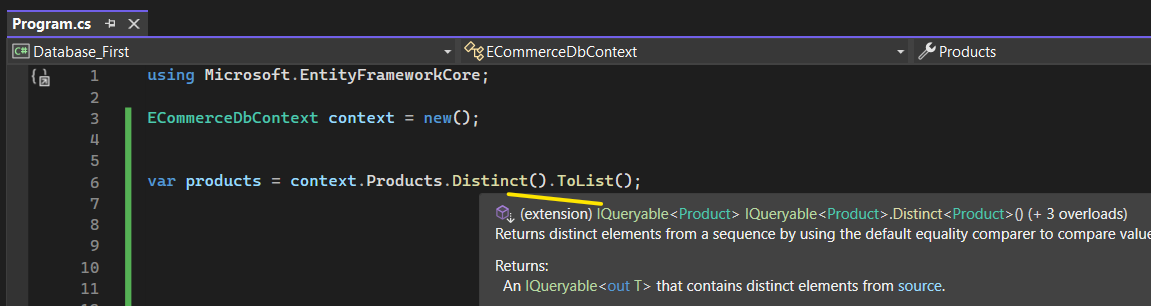 Program.cs
Database_First
ECommerceDbContext
Products
1 using Microsoft.EntityFrameworkCore;
2
3 ECommerceDbContext context = new();
4
5
6 var products = context.Products.Distinct().ToList();
7
8
9
10
11
(extension) IQueryable<Product> IQueryable<Product>.Distinct<Product>() (+ 3 overloads)
Returns distinct elements from a sequence by using the default equality comparer to compare value
Returns:
An IQueryable<out T> that contains distinct elements from source.